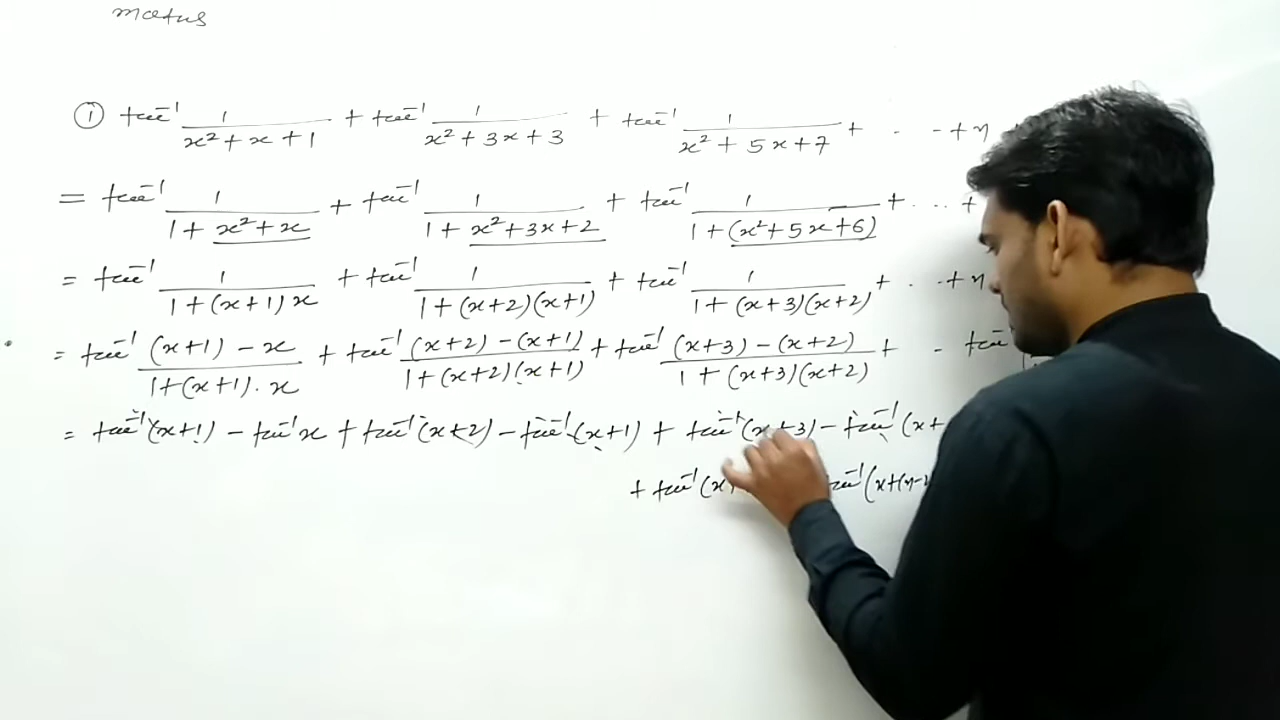 matus
① tan⁻¹ 1/(x² + x + 1) + tan⁻¹ 1/(x² + 3x + 3) + tan⁻¹ 1/(x² + 5x + 7) + . . . + n
= tan⁻¹ 1/(1 + x² + x) + tan⁻¹ 1/(1 + x² + 3x + 2) + tan⁻¹ 1/(1 + (x² + 5x + 6)) + ... +
= tan⁻¹ 1/(1 + (x+1) x) + tan⁻¹ 1/(1 + (x+2)(x+1)) + tan⁻¹ 1/(1 + (x+3)(x+2)) + . . . + n
= tan⁻¹ ((x+1) - x)/(1 + (x+1) . x) + tan⁻¹ ((x+2) - (x+1))/(1 + (x+2)(x+1)) + tan⁻¹ ((x+3) - (x+2))/(1 + (x+3)(x+2)) + - tan⁻¹
= tan⁻¹(x+1) - tan⁻¹x + tan⁻¹(x+2) - tan⁻¹(x+1) + tan⁻¹(x+3) - tan⁻¹(x+
+ tan⁻¹(x tan⁻¹(x+(n-